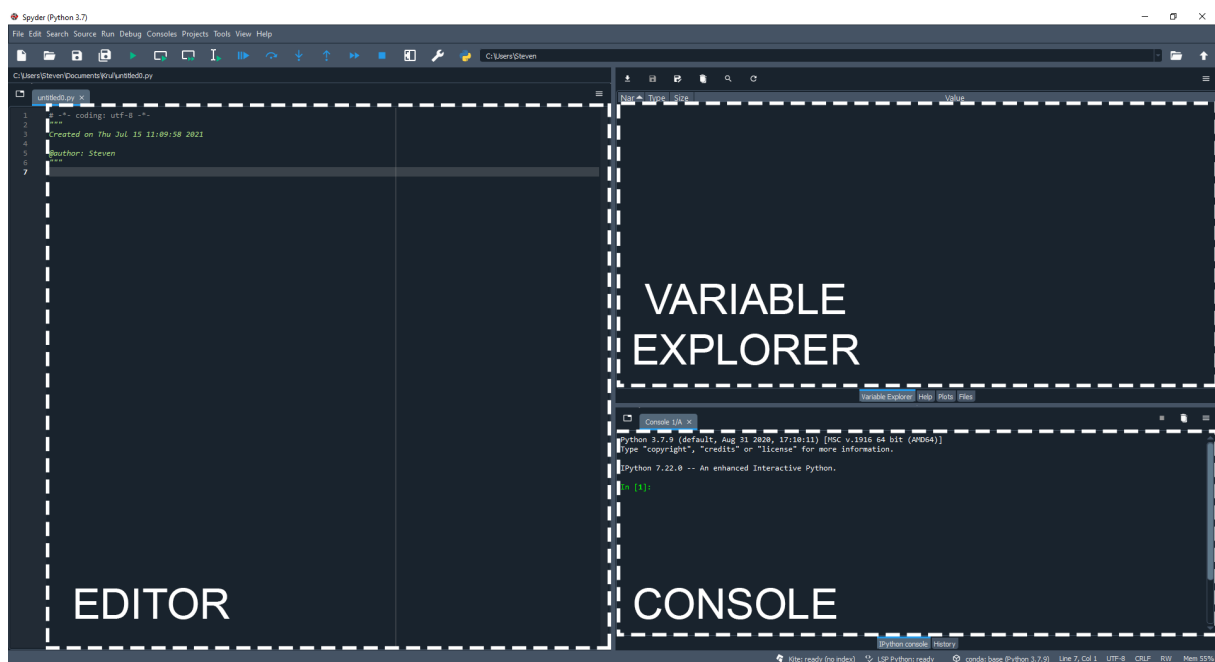 Spyder (Python 3.7)
File Edit Search Source Run Debug Consoles Projects Tools View Help
C:\Users\Steven
C:\Users\Steven\Documents\Krul\untitled0.py
untitled0.py
1 # -*- coding: utf-8 -*-
2 """
3 Created on Thu Jul 15 11:09:58 2021
4
5 @author: Steven
6 """
7
EDITOR
Nar Type Size Value
VARIABLE
EXPLORER
Variable Explorer Help Plots Files
Console 1/A
Python 3.7.9 (default, Aug 31 2020, 17:10:11) [MSC v.1916 64 bit (AMD64)]
Type "copyright", "credits" or "license" for more information.
IPython 7.22.0 -- An enhanced Interactive Python.
In [1]:
CONSOLE
IPython console History
Kite: ready (no index) LSP Python: ready conda: base (Python 3.7.9) Line 7, Col 1 UTF-8 CRLF RW Mem 55%